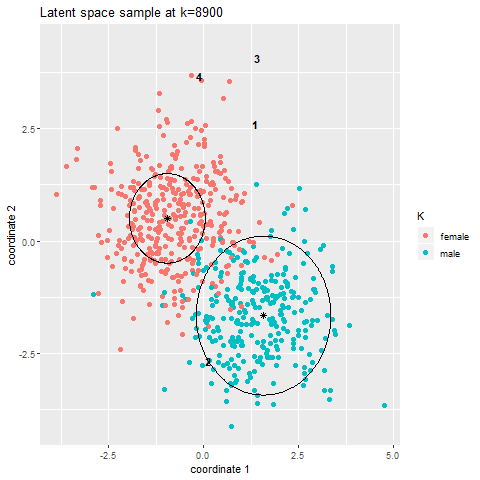 Latent space sample at k=8900
3
4
1
2
2.5
0.0
-2.5
-2.5
0.0
2.5
5.0
coordinate 1
coordinate 2
K
female
male